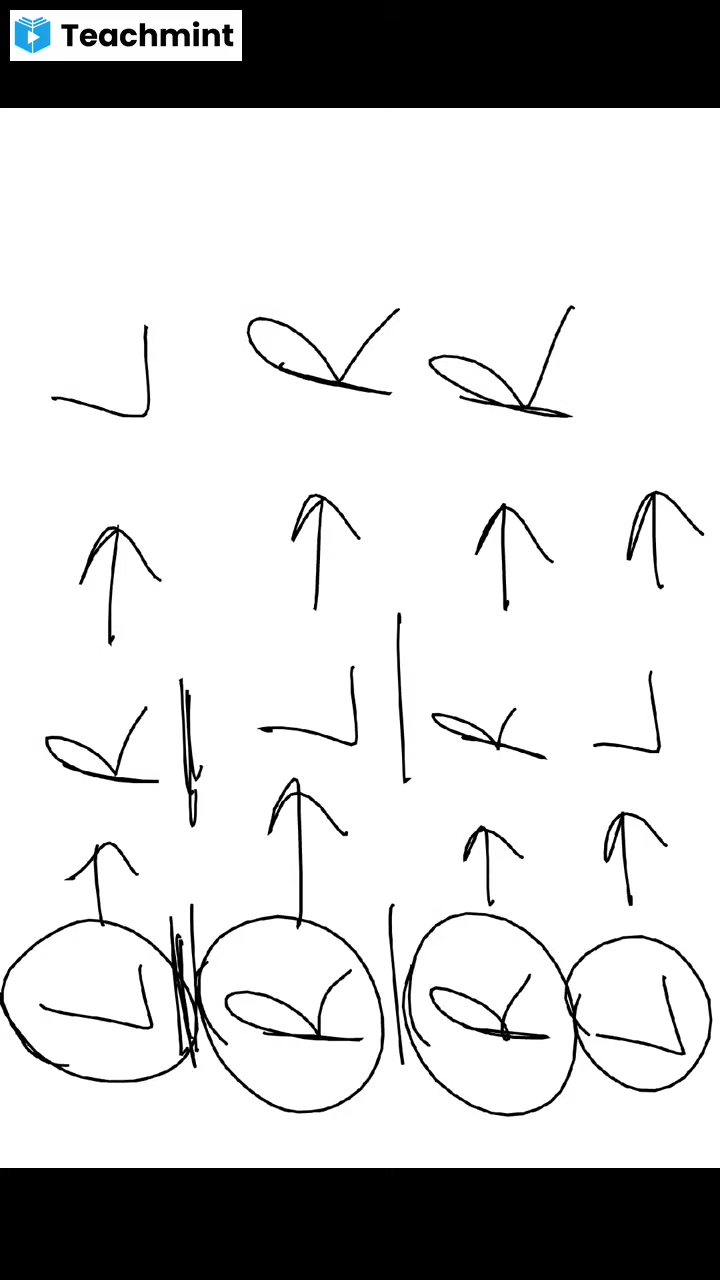 Teachmint
L → R → L
R → L → R
R → R → R
L → L →